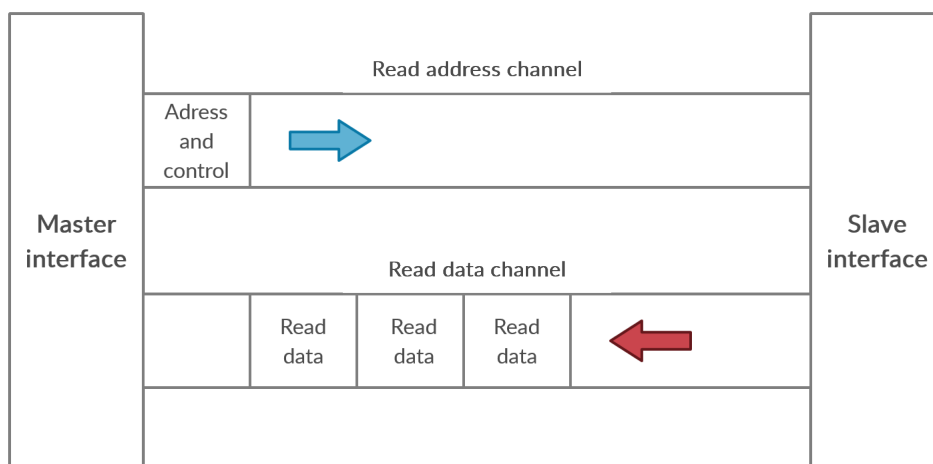 Read address channel
Adress
and
control
Master
interface
Slave
interface
Read data channel
Read
data
Read
data
Read
data